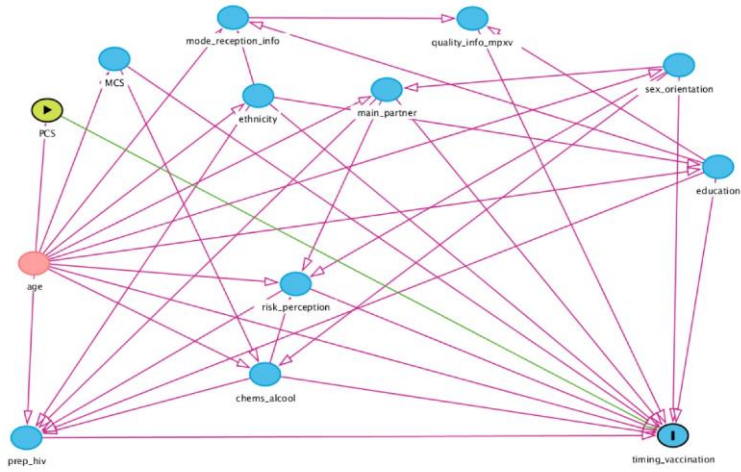 mode_reception_info
quality_info_mpxv
MCS
sex_orientation
ethnicity
main_partner
PCS
education
age
risk_perception
chems_alcool
prep_hiv
timing_vaccination